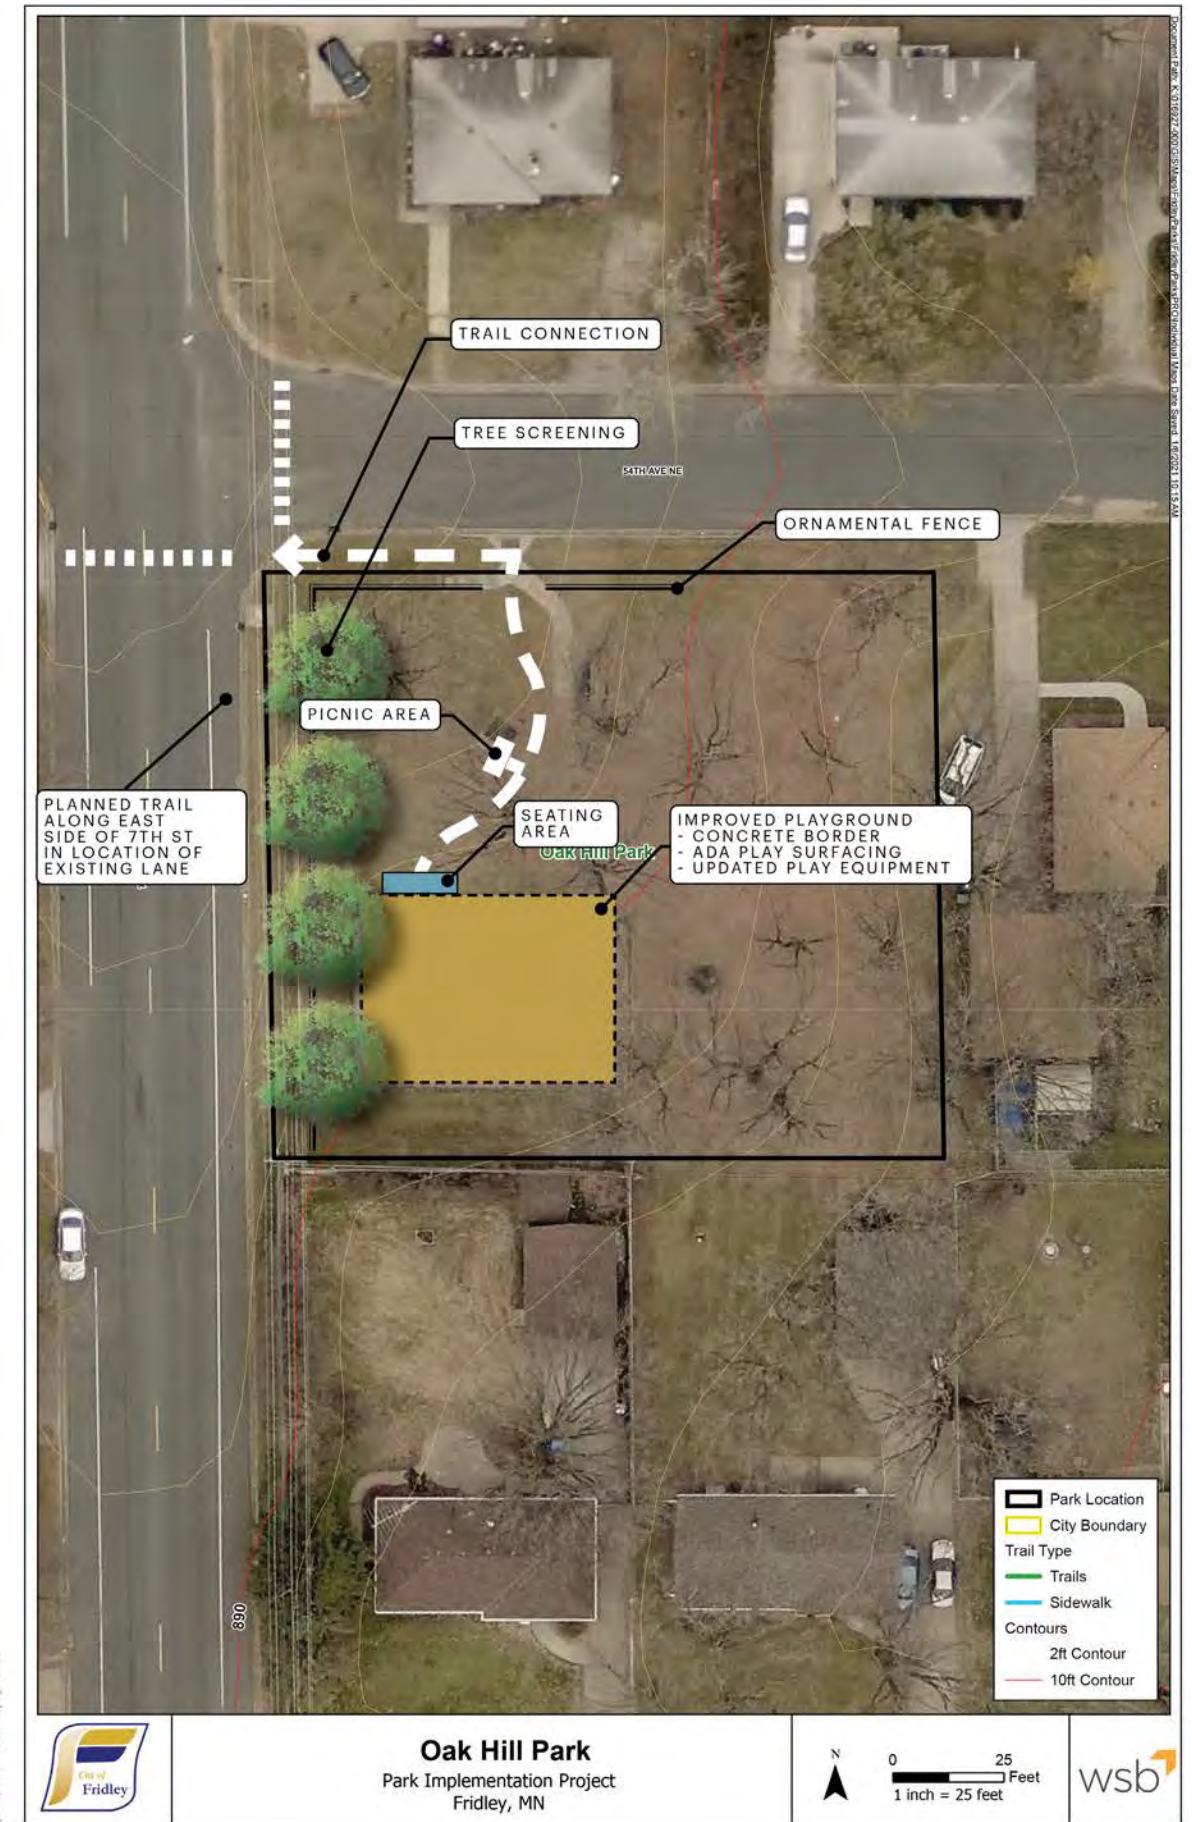 TRAIL CONNECTION
TREE SCREENING
54TH AVE NE
ORNAMENTAL FENCE
PICNIC AREA
PLANNED TRAIL
ALONG EAST
SIDE OF 7TH ST
IN LOCATION OF
EXISTING LANE
SEATING
AREA
IMPROVED PLAYGROUND
- CONCRETE BORDER
- ADA PLAY SURFACING
- UPDATED PLAY EQUIPMENT
Oak Hill Park
890
Park Location
City Boundary
Trail Type
Trails
Sidewalk
Contours
2ft Contour
10ft Contour
City of
Fridley
Oak Hill Park
Park Implementation Project
Fridley, MN
N
0 25
Feet
1 inch = 25 feet
wsb